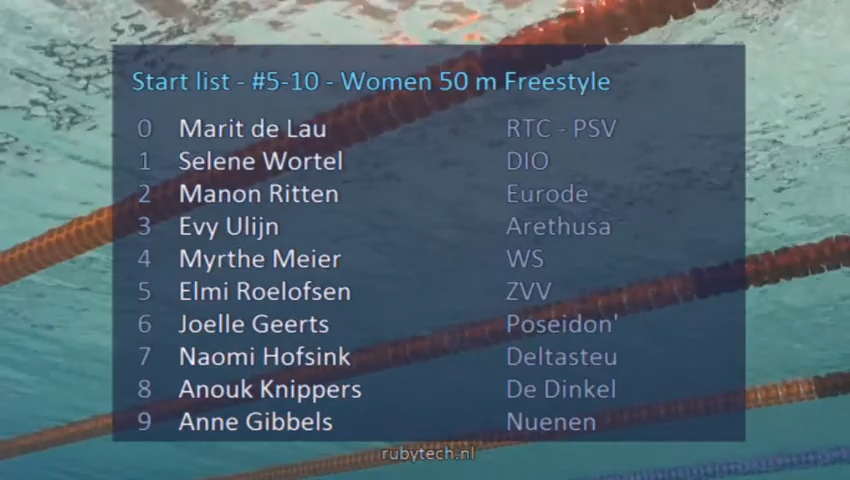 Start list - #5-10 - Women 50 m Freestyle
0 Marit de Lau RTC - PSV
1 Selene Wortel DIO
2 Manon Ritten Eurode
3 Evy Ulijn Arethusa
4 Myrthe Meier WS
5 Elmi Roelofsen ZVV
6 Joelle Geerts Poseidon'
7 Naomi Hofsink Deltasteu
8 Anouk Knippers De Dinkel
9 Anne Gibbels Nuenen
rubytech.nl